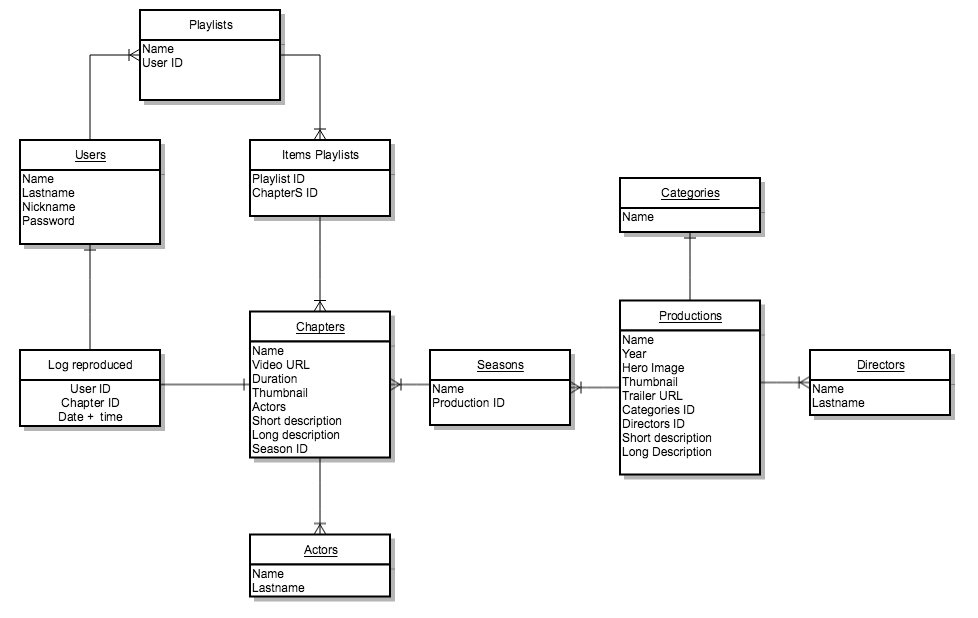 Playlists
Name
User ID
Users
Name
Lastname
Nickname
Password
Items Playlists
Playlist ID
ChapterS ID
Categories
Name
Chapters
Name
Video URL
Duration
Thumbnail
Actors
Short description
Long description
Season ID
Productions
Name
Year
Hero Image
Thumbnail
Trailer URL
Categories ID
Directors ID
Short description
Long Description
Log reproduced
User ID
Chapter ID
Date + time
Seasons
Name
Production ID
Directors
Name
Lastname
Actors
Name
Lastname